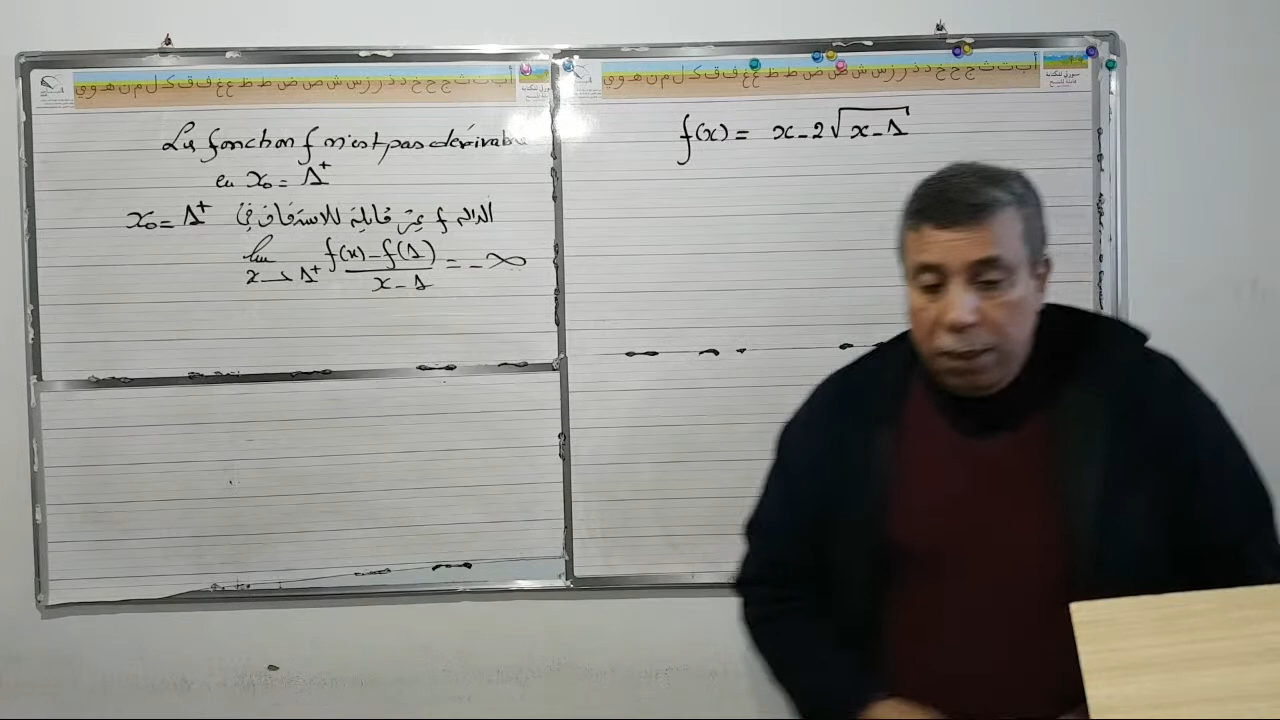 أ ب ت ث ج ح خ د ذ ر ز س ش ص ض ط ظ ع غ ف ق ك ل م ن ه و ي
La fonction f n'est pas dérivable
en x₀ = 1⁺
الدالة f غير قابلة للاشتقاق في x₀ = 1⁺
lim x→1⁺ f(x) - f(1) / x - 1 = -∞
أ ب ت ث ج ح خ د ذ ر ز س ش ص ض ط ظ ع غ ف ق ك ل م ن ه و ي
f(x) = x - 2√x - 1